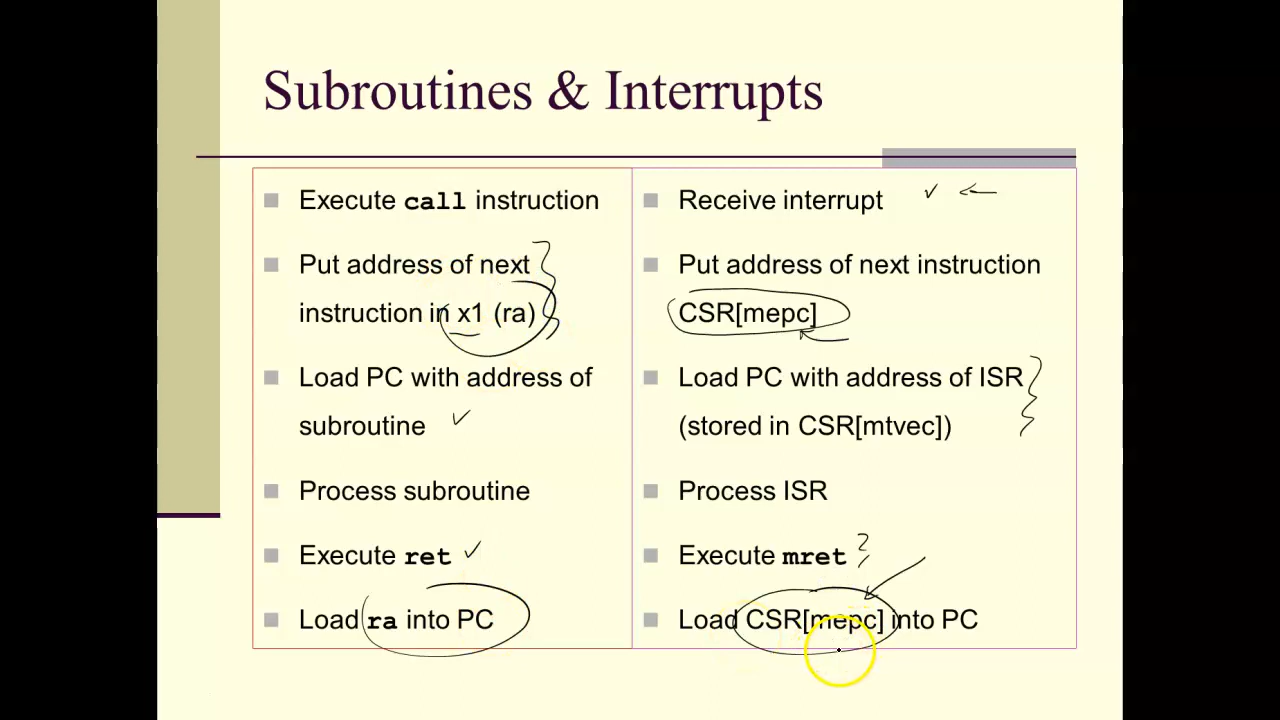 Subroutines & Interrupts
Execute call instruction
Put address of next
instruction in x1 (ra)
Load PC with address of
subroutine
Process subroutine
Execute ret
Load ra into PC
Receive interrupt
Put address of next instruction
CSR[mepc]
Load PC with address of ISR
(stored in CSR[mtvec])
Process ISR
Execute mret
Load CSR[mepc] into PC